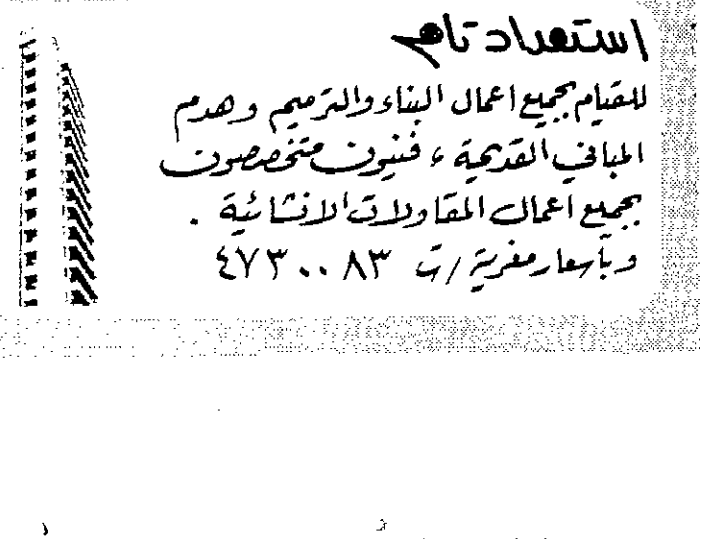 استعداد تام
للقيام بجميع اعمال البناء والترميم وهدم
المباني القديمة ، فنيون متخصصون
بجميع اعمال المقاولات الانشائية .
وبأسعار مغرية / ت ٤٧٣٠٠٨٣